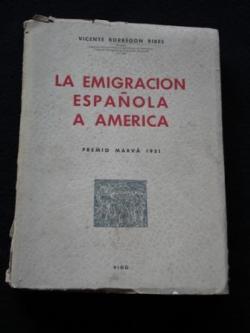 VICENTE BORREGON RIBES
LA EMIGRACION
ESPAÑOLA
A AMERICA
PREMIO MARVÁ 1951
VIGO